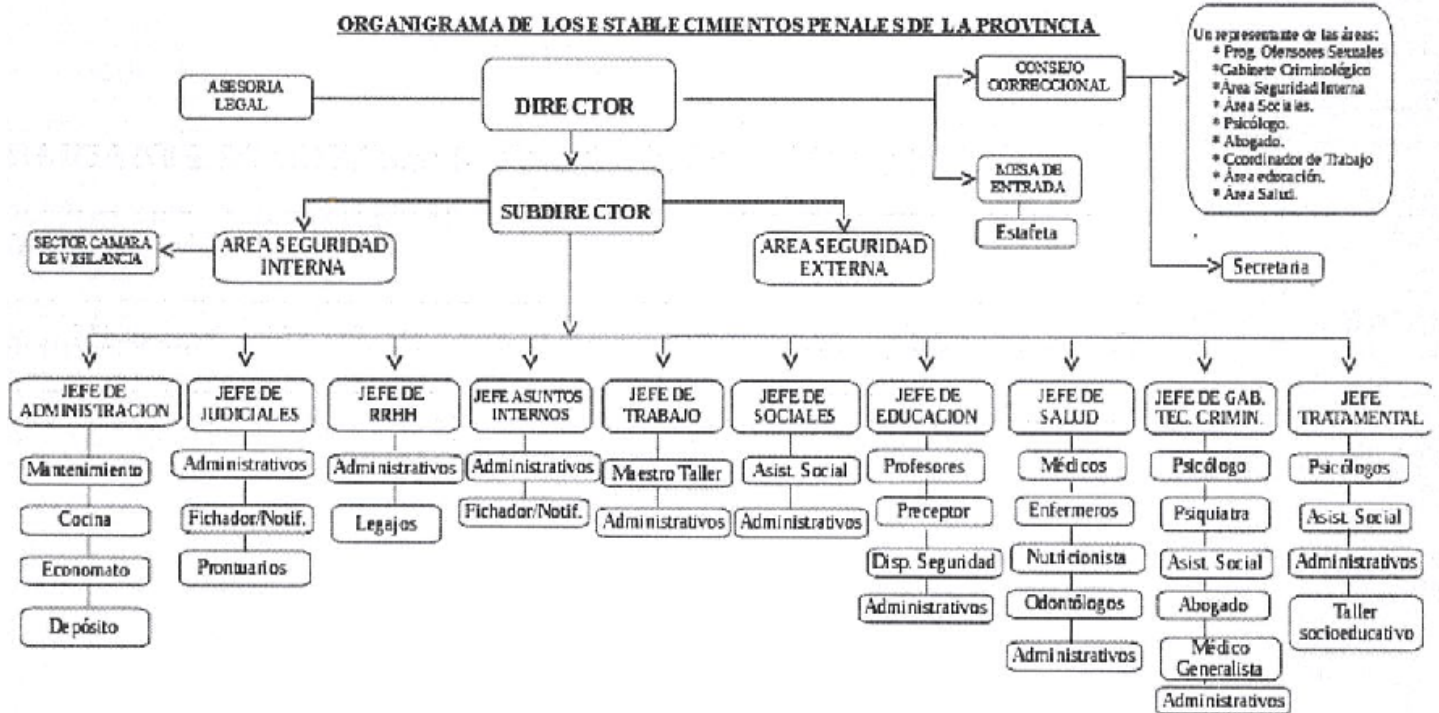 ORGANIGRAMA DE LOS ESTABLECIMIENTOS PENALES DE LA PROVINCIA
ASESORIA
LEGAL
DIRECTOR
CONSEJO
CORRECCIONAL
Un representante de las áreas:
* Prog. Ofensores Sexuales
*Gabinete Criminológico
*Área Seguridad Interna
* Área Sociales.
* Psicólogo.
* Abogado.
* Coordinador de Trabajo
* Área educación.
* Área Salud.
MESA DE
ENTRADA
Estafeta
Secretaria
SUBDIRECTOR
SECTOR CAMARA
DE VIGILANCIA
AREA SEGURIDAD
INTERNA
AREA SEGURIDAD
EXTERNA
JEFE DE
ADMINISTRACION
Mantenimiento
Cocina
Economato
Depósito
JEFE DE
JUDICIALES
Administrativos
Fichador/Notif.
Prontuarios
JEFE DE
RRHH
Administrativos
Legajos
JEFE ASUNTOS
INTERNOS
Administrativos
Fichador/Notif.
JEFE DE
TRABAJO
Maestro Taller
Administrativos
JEFE DE
SOCIALES
Asist. Social
Administrativos
JEFE DE
EDUCACION
Profesores
Preceptor
Disp. Seguridad
Administrativos
JEFE DE
SALUD
Médicos
Enfermeros
Nutricionista
Odontólogos
Administrativos
JEFE DE GAB.
TEC. CRIMIN.
Psicólogo
Psiquiatra
Asist. Social
Abogado
Médico
Generalista
Administrativos
JEFE
TRATAMENTAL
Psicólogos
Asist. Social
Administrativos
Taller
socioeducativo